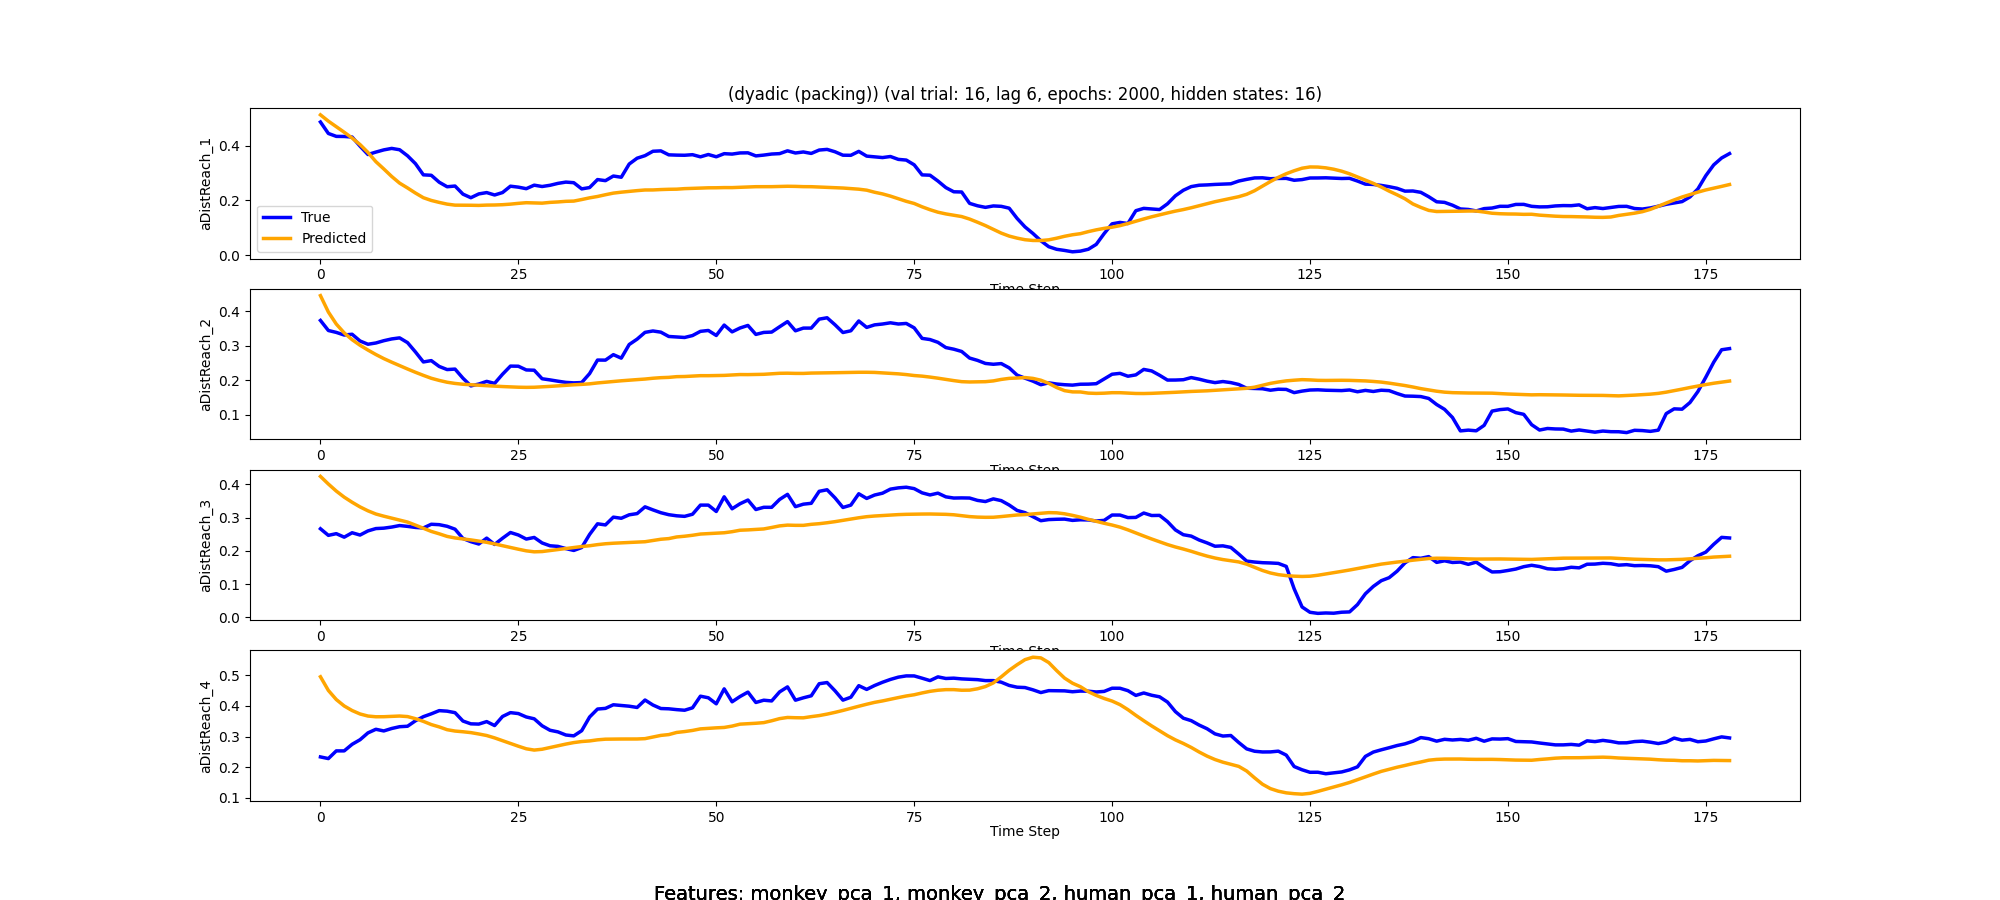 (dyadic (packing)) (val trial: 16, lag 6, epochs: 2000, hidden states: 16)
aDistReach_1
0.4
0.2
0.0
True
Predicted
0 25 50 75 100 125 150 175
Time Step
aDistReach_2
0.4
0.3
0.2
0.1
0 25 50 75 100 125 150 175
Time Step
aDistReach_3
0.4
0.3
0.2
0.1
0.0
0 25 50 75 100 125 150 175
Time Step
aDistReach_4
0.5
0.4
0.3
0.2
0.1
0 25 50 75 100 125 150 175
Time Step
Features: monkey_pca_1, monkey_pca_2, human_pca_1, human_pca_2